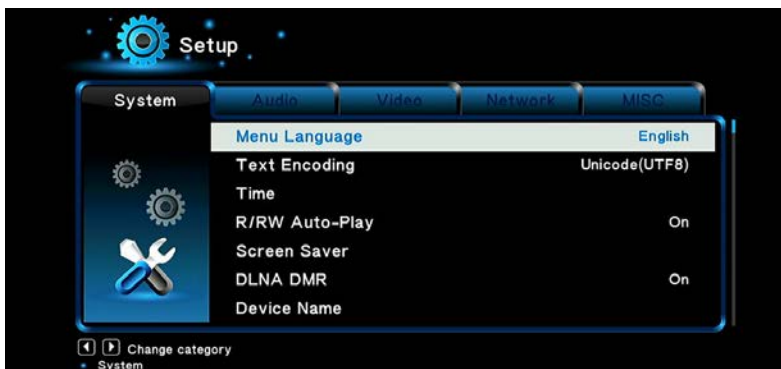 Setup
System Audio Video Network MISC
Menu Language English
Text Encoding Unicode(UTF8)
Time
R/RW Auto-Play On
Screen Saver
DLNA DMR On
Device Name
Change category
System